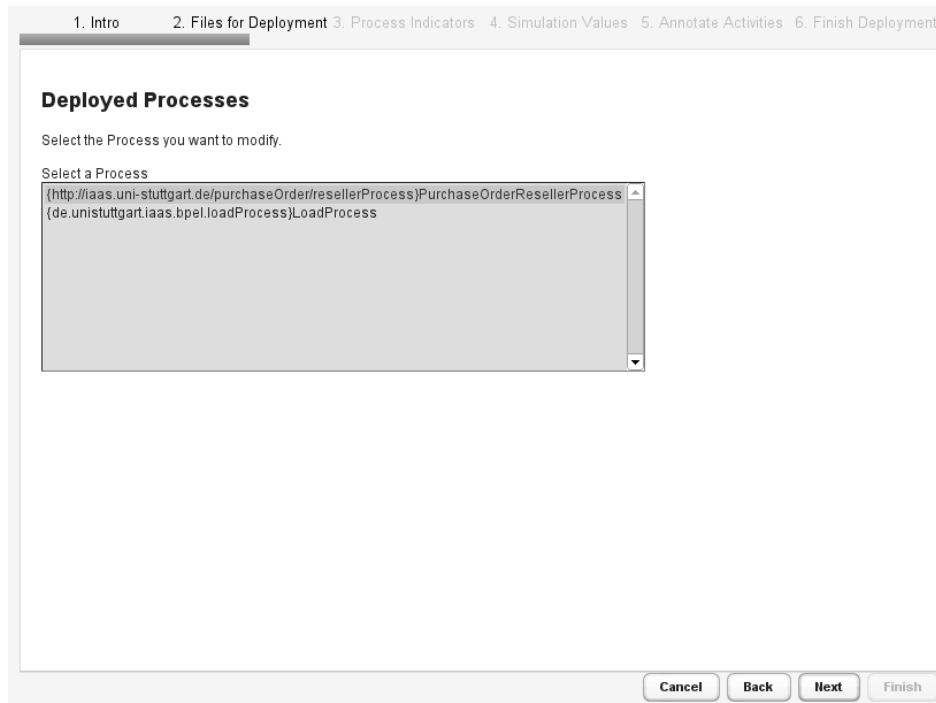 1. Intro 2. Files for Deployment 3. Process Indicators 4. Simulation Values 5. Annotate Activities 6. Finish Deployment
Deployed Processes
Select the Process you want to modify.
Select a Process
{http://iaas.uni-stuttgart.de/purchaseOrder/resellerProcess}PurchaseOrderResellerProcess
{de.unistuttgart.iaas.bpel.loadProcess}LoadProcess
Cancel Back Next Finish